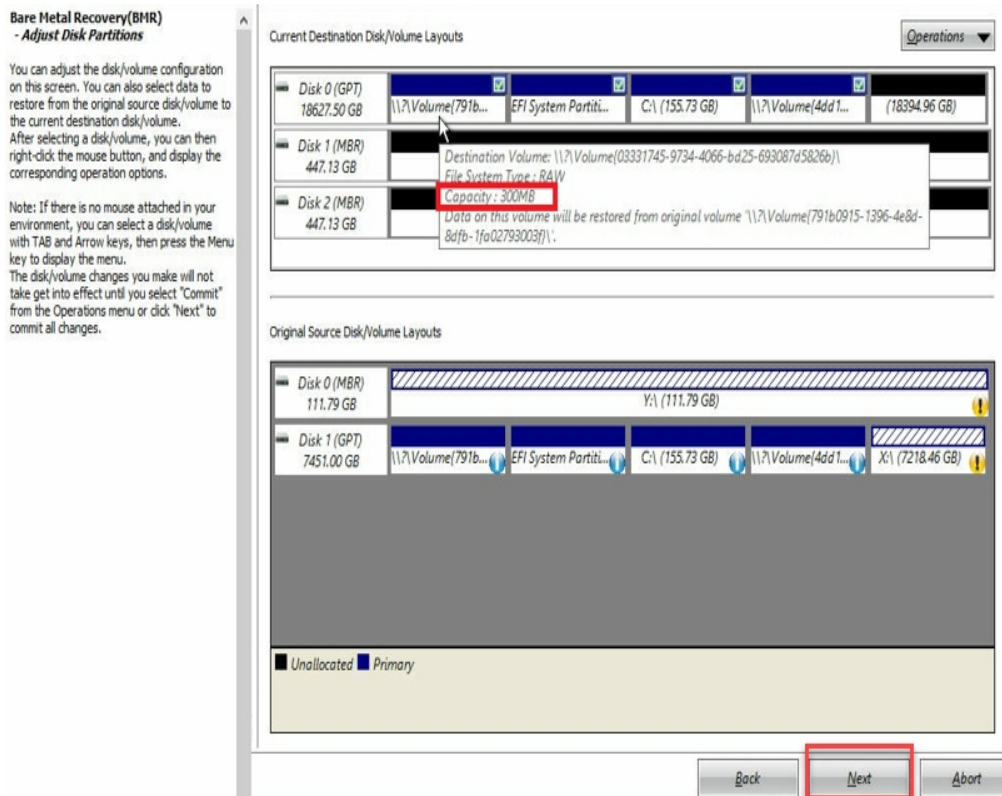 Bare Metal Recovery(BMR)
- Adjust Disk Partitions
You can adjust the disk/volume configuration
on this screen. You can also select data to
restore from the original source disk/volume to
the current destination disk/volume.
After selecting a disk/volume, you can then
right-click the mouse button, and display the
corresponding operation options.
Note: If there is no mouse attached in your
environment, you can select a disk/volume
with TAB and Arrow keys, then press the Menu
key to display the menu.
The disk/volume changes you make will not
take get into effect until you select "Commit"
from the Operations menu or click "Next" to
commit all changes.
Current Destination Disk/Volume Layouts
Operations
Disk 0 (GPT)
18627.50 GB
\\?\Volume{791b...
EFI System Partiti...
C:\ (155.73 GB)
\\?\Volume{4dd1...
(18394.96 GB)
Disk 1 (MBR)
447.13 GB
Disk 2 (MBR)
447.13 GB
Destination Volume: \\?\Volume{03331745-9734-4066-bd25-693087d5826b}\
File System Type : RAW
Capacity : 300MB
Data on this volume will be restored from original volume '\\?\Volume{791b0915-1396-4e8d-
8dfb-1fa02793003f}\'.
Original Source Disk/Volume Layouts
Disk 0 (MBR)
111.79 GB
Y:\ (111.79 GB)
Disk 1 (GPT)
7451.00 GB
\\?\Volume{791b...
EFI System Partiti...
C:\ (155.73 GB)
\\?\Volume{4dd1...
X:\ (7218.46 GB)
Unallocated Primary
Back Next Abort